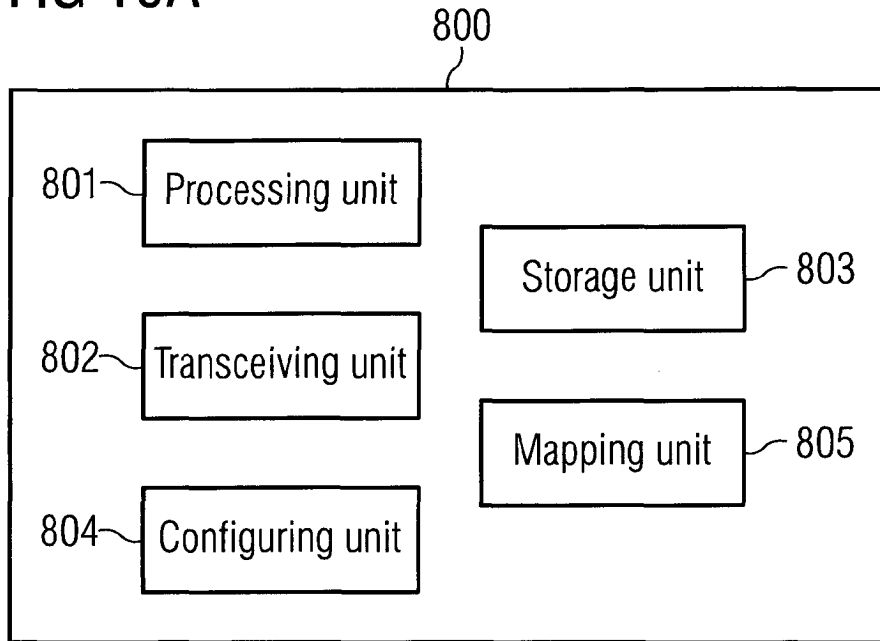 800
801
Processing unit
Storage unit
803
802
Transceiving unit
Mapping unit
805
804
Configuring unit